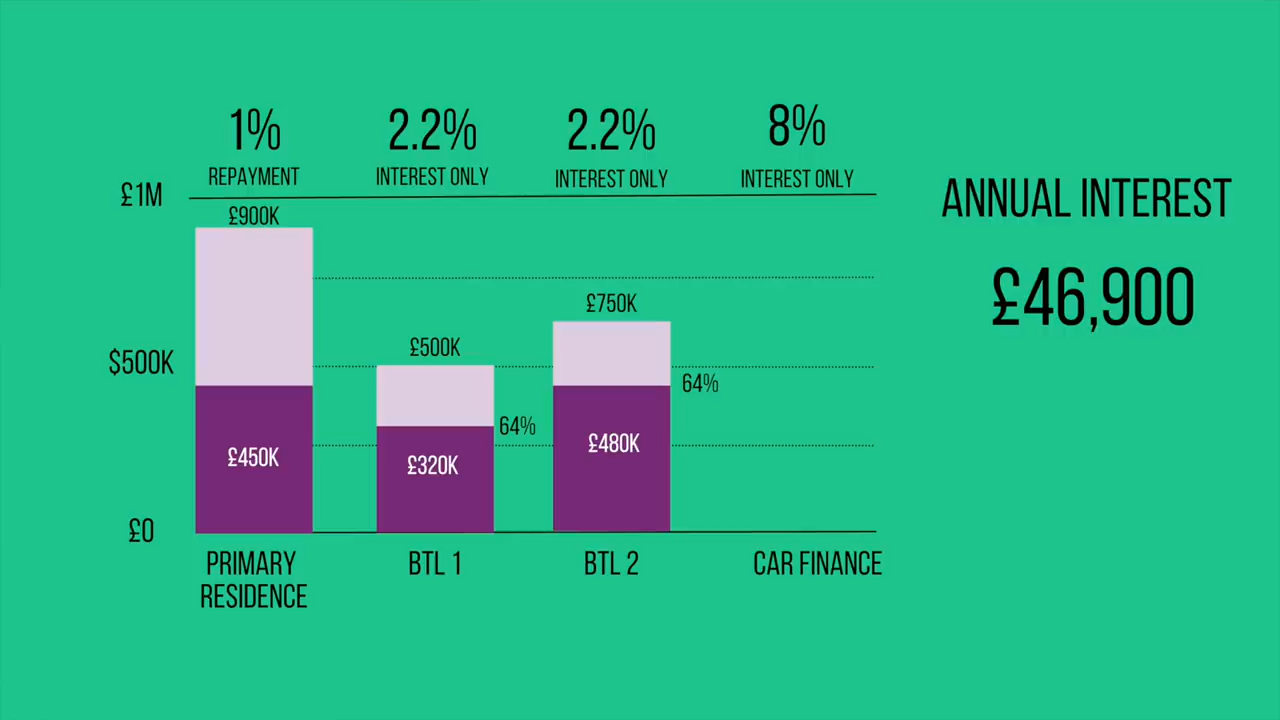 1%
2.2%
2.2%
8%
REPAYMENT
INTEREST ONLY
INTEREST ONLY
INTEREST ONLY
£1M
ANNUAL INTEREST
£900K
£46,900
£750K
£500K
$500K
64%
64%
£450K
£320K
£480K
£0
PRIMARY
RESIDENCE
BTL 1
BTL 2
CAR FINANCE